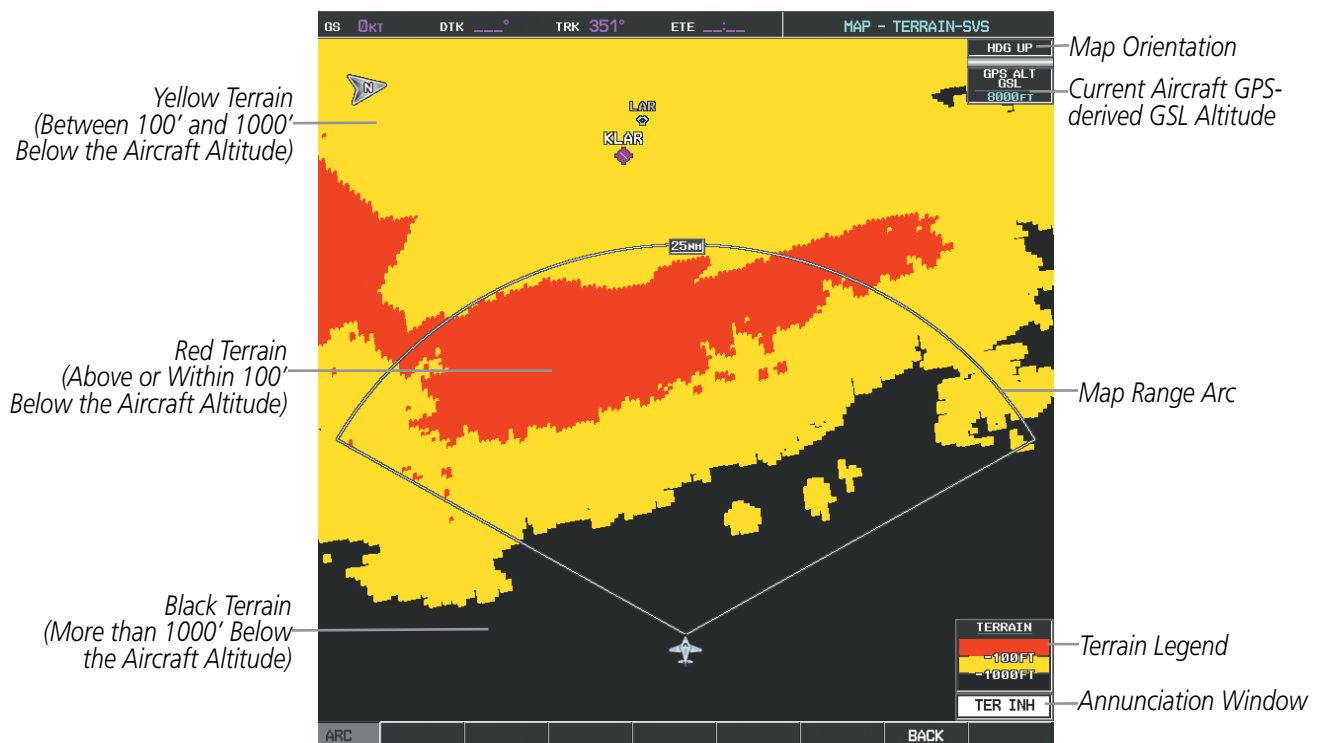 GS 0KT DTK ___° TRK 351° ETE __:__ MAP - TERRAIN-SVS
HDG UP
GPS ALT
GSL
8000FT
Map Orientation
Current Aircraft GPS-
derived GSL Altitude
Yellow Terrain
(Between 100' and 1000'
Below the Aircraft Altitude)
N
LAR
KLAR
25NM
Red Terrain
(Above or Within 100'
Below the Aircraft Altitude)
Map Range Arc
Black Terrain
(More than 1000' Below
the Aircraft Altitude)
TERRAIN
-100FT
-1000FT
Terrain Legend
TER INH
Annunciation Window
ARC BACK